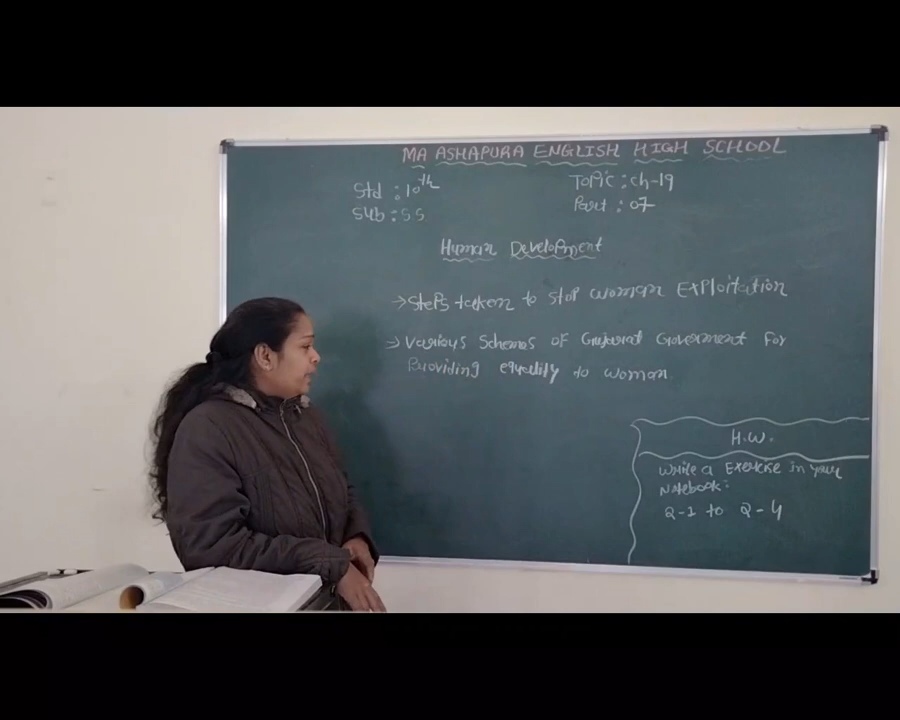 MA ASHAPURA ENGLISH HIGH SCHOOL
Std : 10th
Topic : ch-19
Sub : SS
Part : 07
Human Development
→ Steps taken to stop woman Exploitation
→ Various Schemes of Gujarat Goverment For
Providing equality to woman.
H.W.
Write a Exercise in your
Notebook:
Q-1 to Q-4